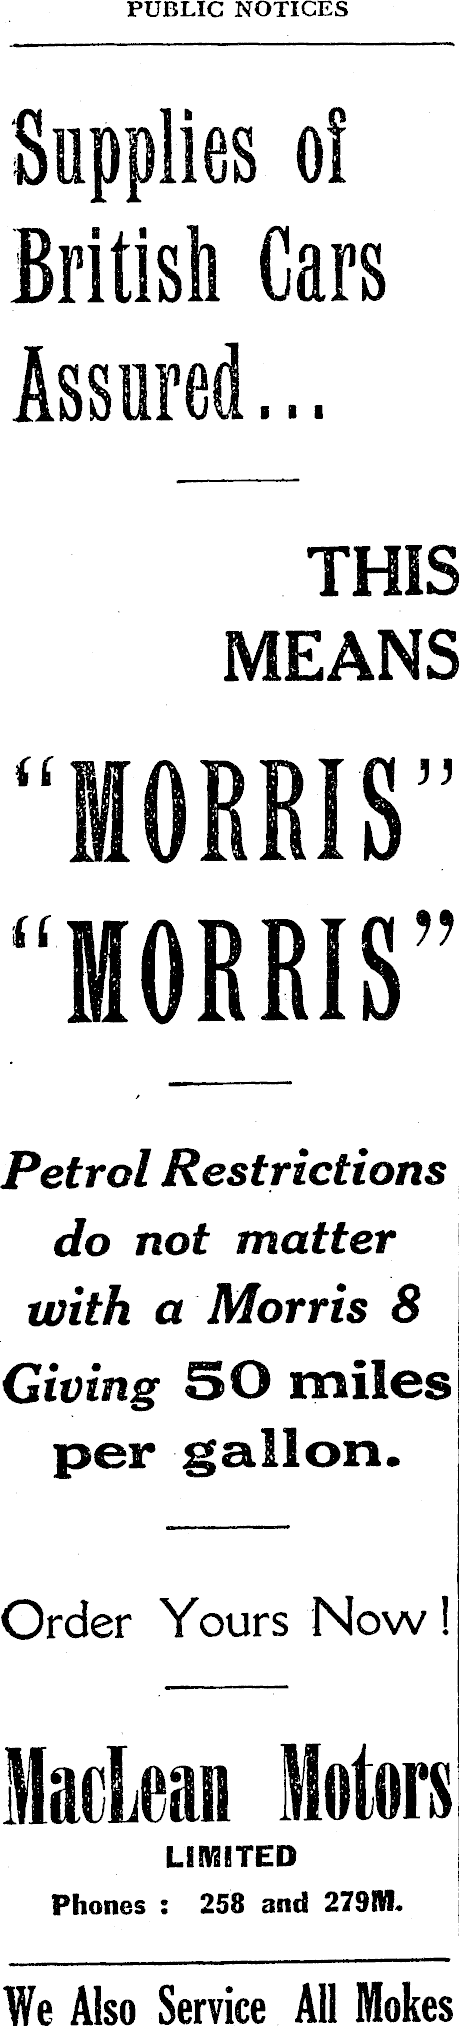 PUBLIC NOTICES
Supplies of
British Cars
Assured...
THIS
MEANS
“MORRIS”
“MORRIS”
Petrol Restrictions
do not matter
with a Morris 8
Giving 50 miles
per gallon.
Order Yours Now!
MacLean Motors
LIMITED
Phones : 258 and 279M.
We Also Service All Mokes